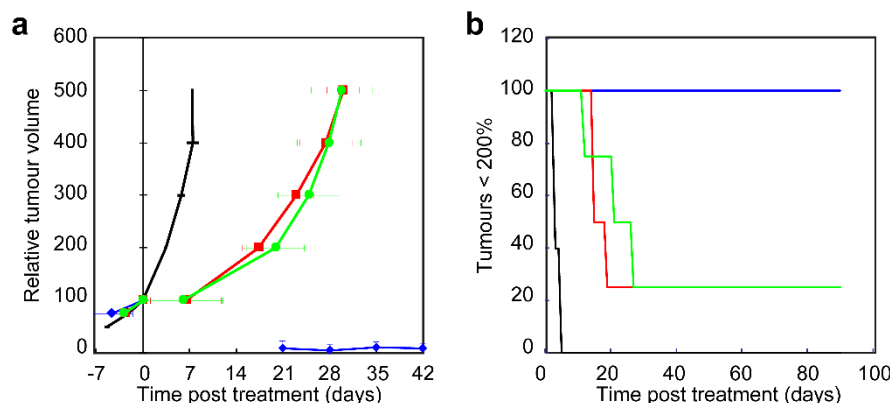 a
600
500
400
300
200
100
0
Relative tumour volume
-7 0 7 14 21 28 35 42
Time post treatment (days)
b
120
100
80
60
40
20
0
Tumours < 200%
0 20 40 60 80 100
Time post treatment (days)